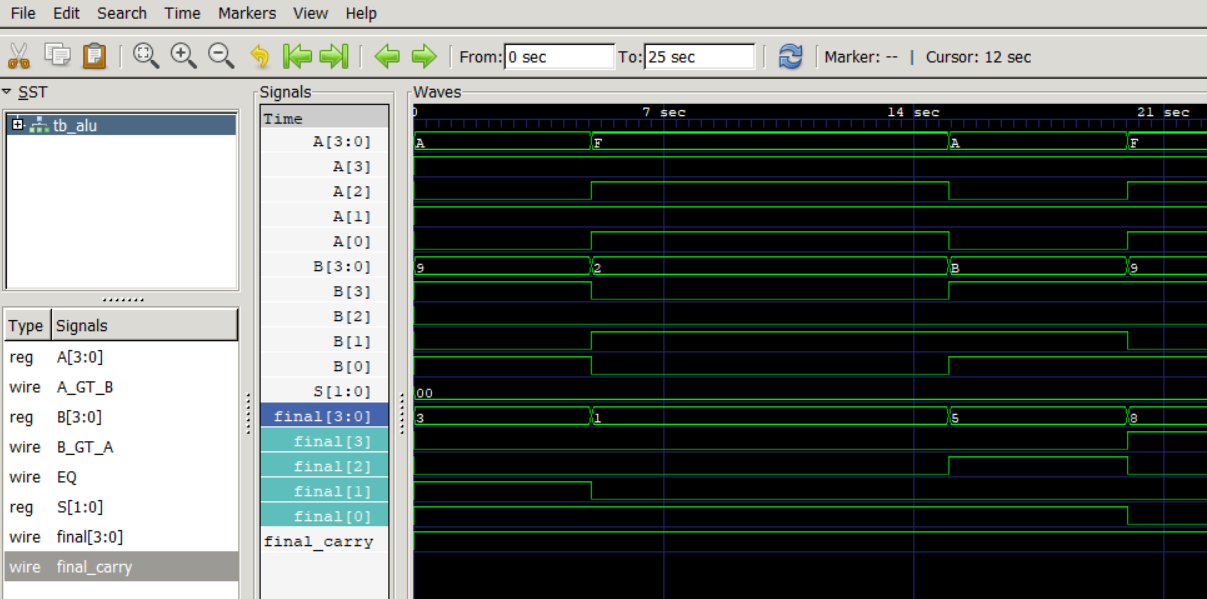 File Edit Search Time Markers View Help
From: 0 sec To: 25 sec Marker: -- | Cursor: 12 sec
SST
tb_alu
Type Signals
reg A[3:0]
wire A_GT_B
reg B[3:0]
wire B_GT_A
wire EQ
reg S[1:0]
wire final[3:0]
wire final_carry
Signals
Time
A[3:0]
A[3]
A[2]
A[1]
A[0]
B[3:0]
B[3]
B[2]
B[1]
B[0]
S[1:0]
final[3:0]
final[3]
final[2]
final[1]
final[0]
final_carry
Waves
0 7 sec 14 sec 21 sec
A F A F
9 2 B 9
00
3 1 5 8